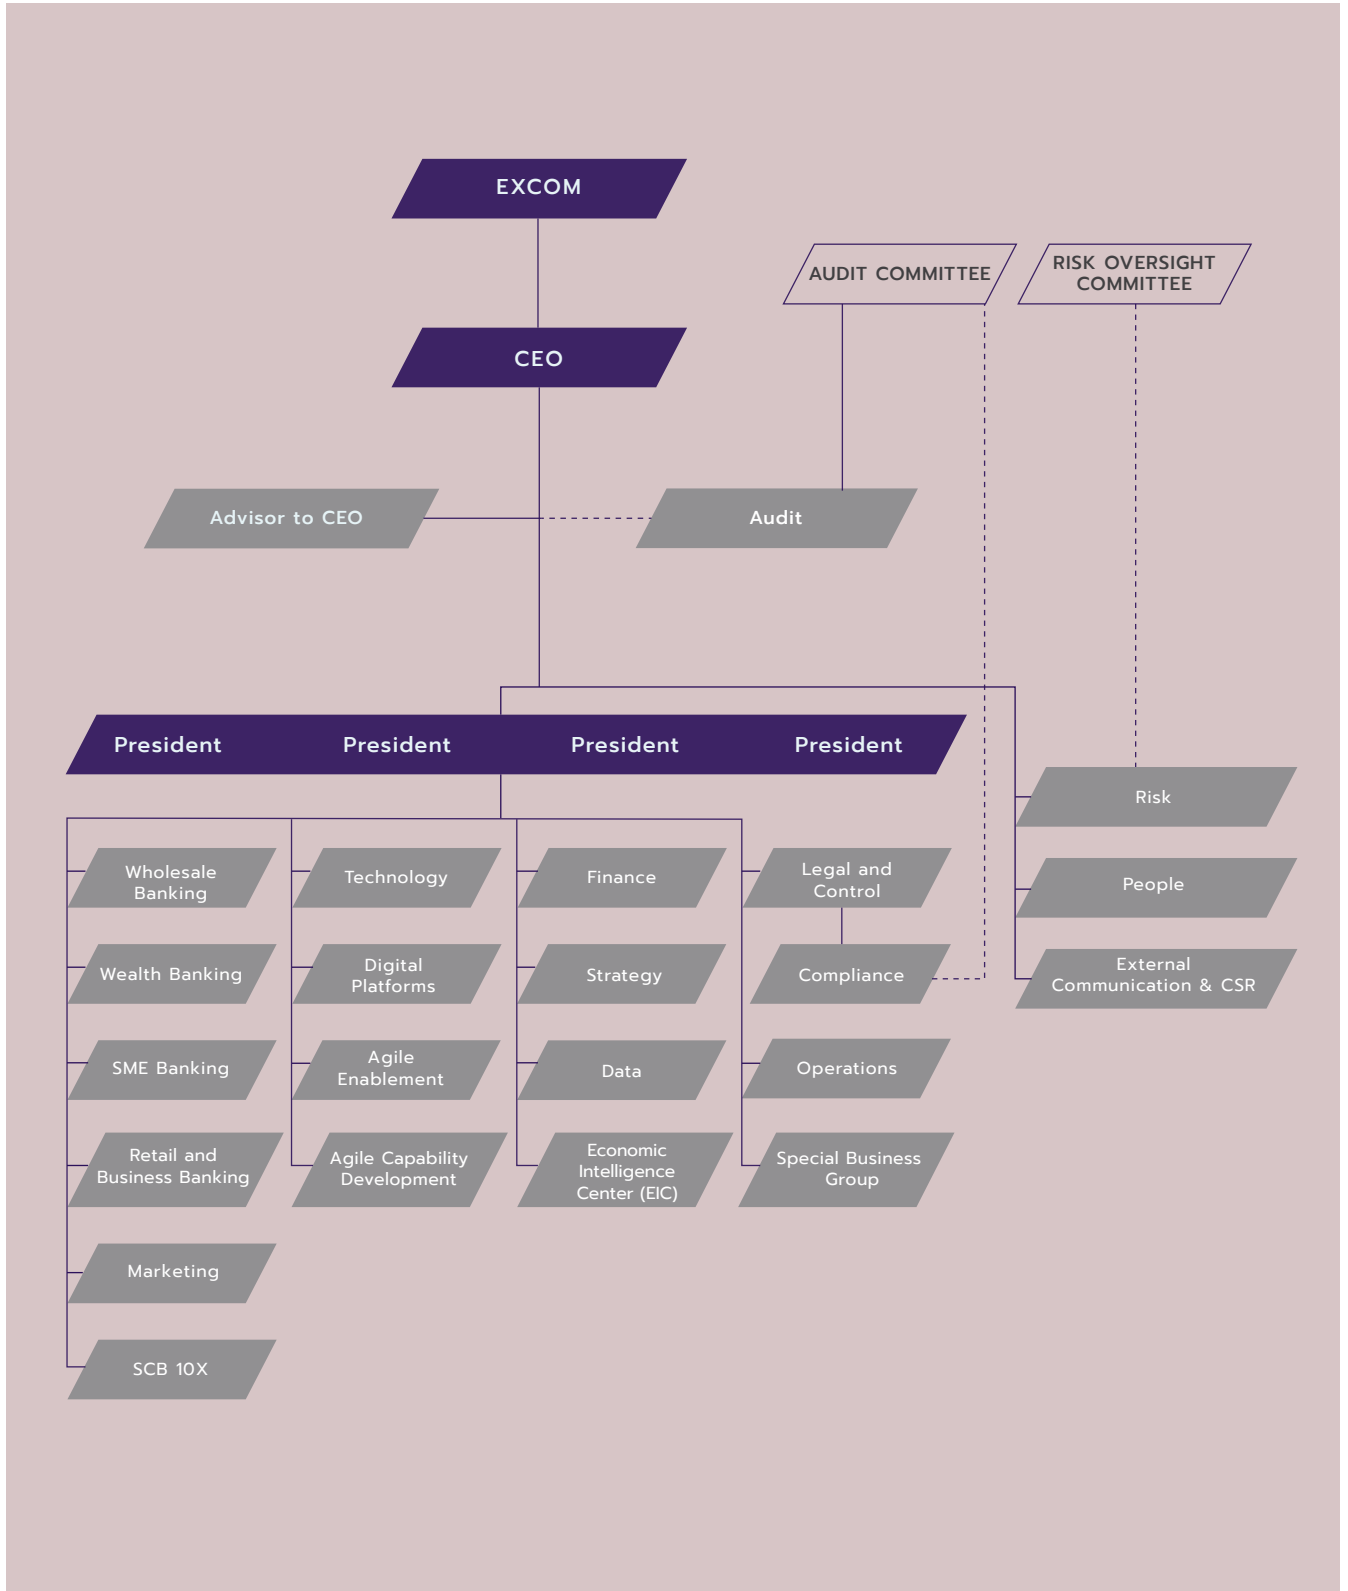 EXCOM
AUDIT COMMITTEE
RISK OVERSIGHT
COMMITTEE
CEO
Advisor to CEO
Audit
President
President
President
President
Risk
People
External
Communication & CSR
Wholesale
Banking
Technology
Finance
Legal and
Control
Wealth Banking
Digital
Platforms
Strategy
Compliance
SME Banking
Agile
Enablement
Data
Operations
Retail and
Business Banking
Agile Capability
Development
Economic
Intelligence
Center (EIC)
Special Business
Group
Marketing
SCB 10X